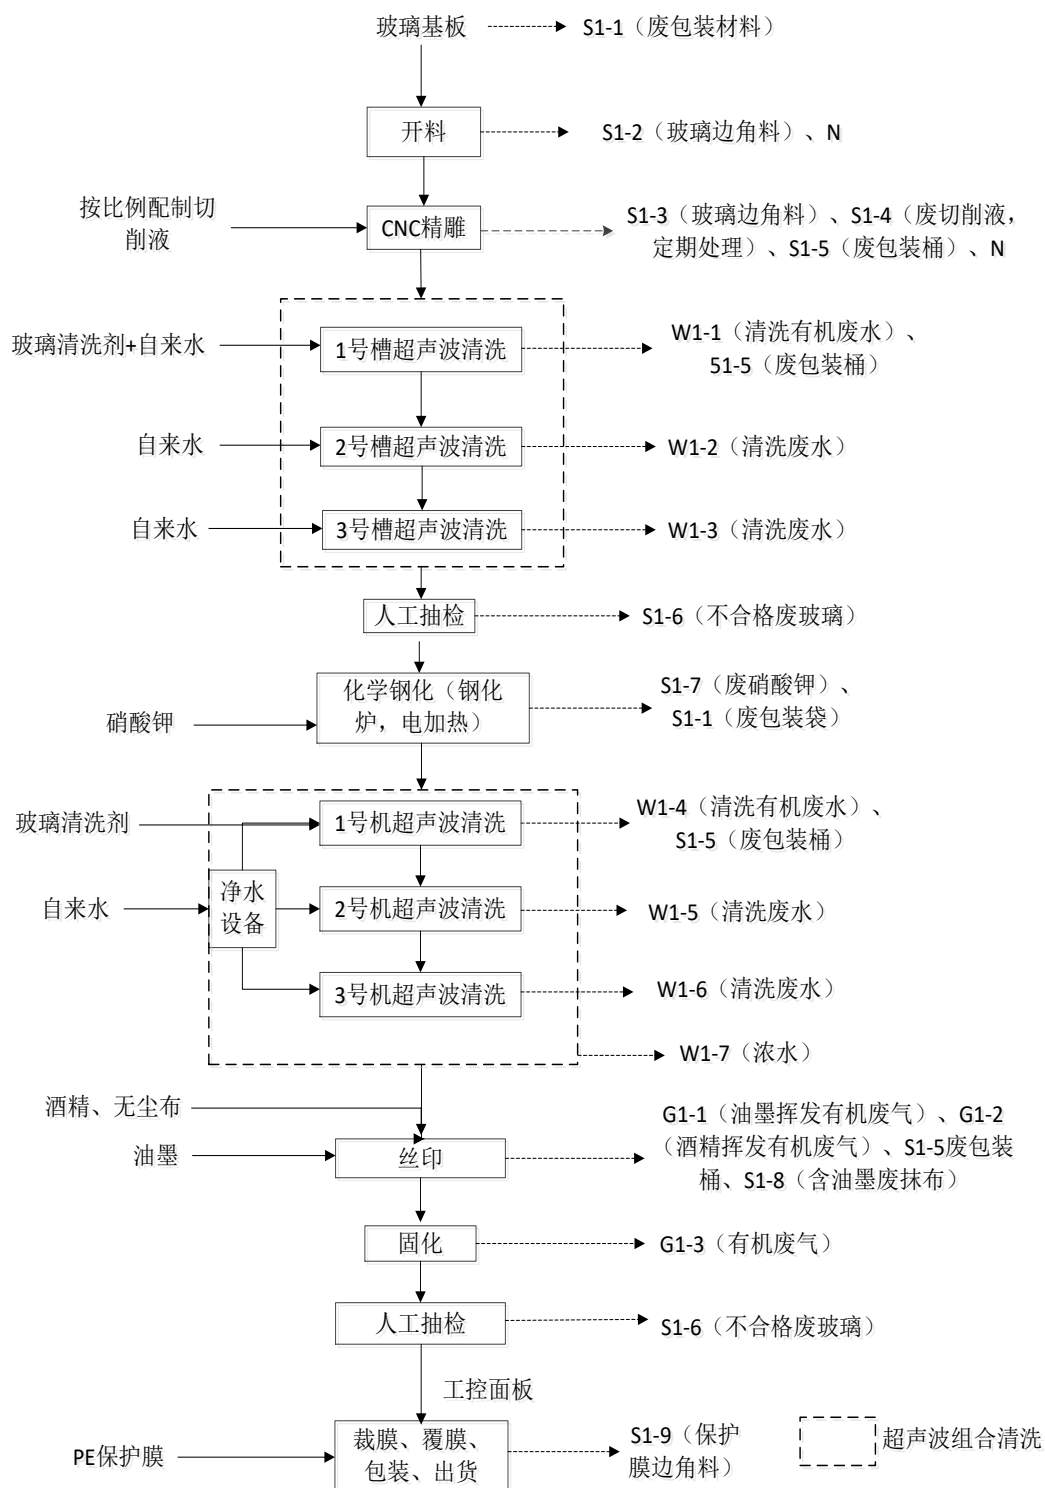 玻璃基板
S1-1（废包装材料）
开料
S1-2（玻璃边角料）、N
按比例配制切
削液
CNC精雕
S1-3（玻璃边角料）、S1-4（废切削液，
定期处理）、S1-5（废包装桶）、N
玻璃清洗剂+自来水
1号槽超声波清洗
W1-1（清洗有机废水）、
51-5（废包装桶）
自来水
2号槽超声波清洗
W1-2（清洗废水）
自来水
3号槽超声波清洗
W1-3（清洗废水）
人工抽检
S1-6（不合格废玻璃）
硝酸钾
化学钢化（钢化
炉，电加热）
S1-7（废硝酸钾）、
S1-1（废包装袋）
玻璃清洗剂
1号机超声波清洗
W1-4（清洗有机废水）、
S1-5（废包装桶）
自来水
净水
设备
2号机超声波清洗
W1-5（清洗废水）
3号机超声波清洗
W1-6（清洗废水）
W1-7（浓水）
酒精、无尘布
油墨
丝印
G1-1（油墨挥发有机废气）、G1-2
（酒精挥发有机废气）、S1-5废包装
桶、S1-8（含油墨废抹布）
固化
G1-3（有机废气）
人工抽检
S1-6（不合格废玻璃）
工控面板
PE保护膜
裁膜、覆膜、
包装、出货
S1-9（保护
膜边角料）
超声波组合清洗